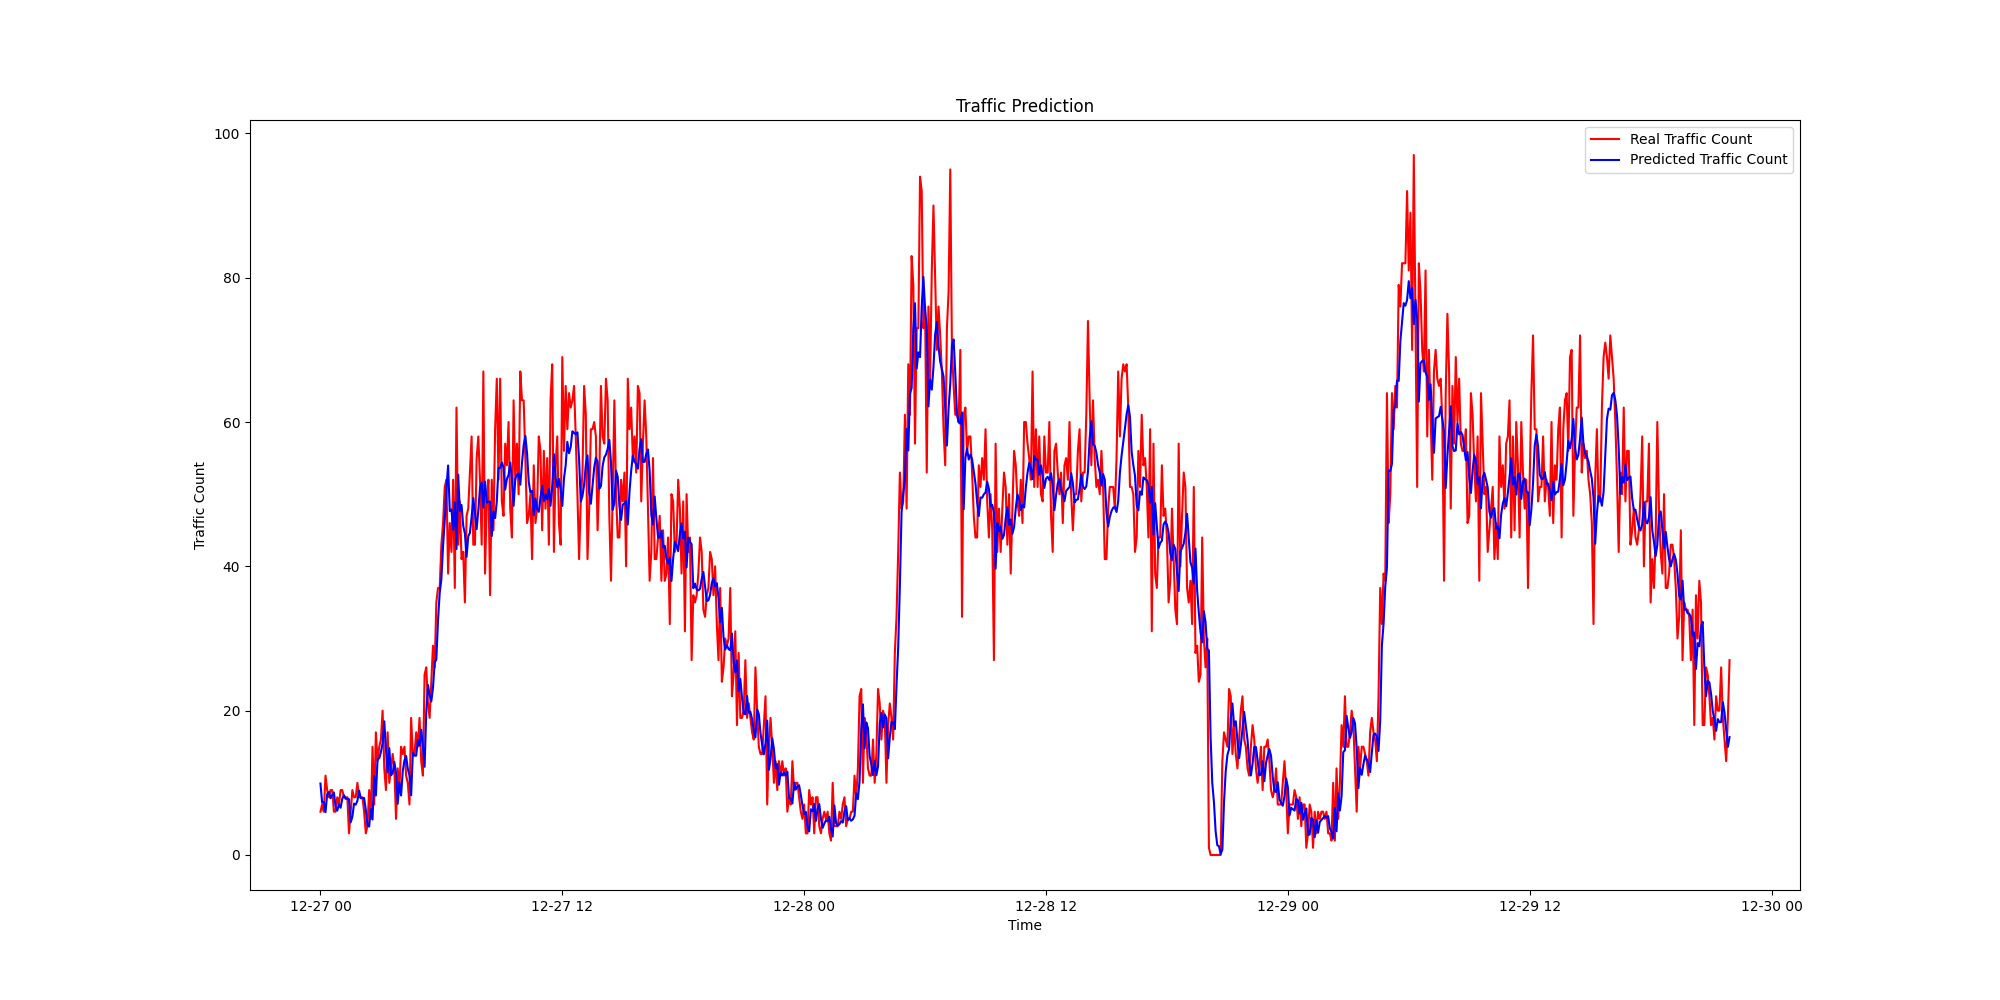 Traffic Prediction
Real Traffic Count
Predicted Traffic Count
Traffic Count
100
80
60
40
20
0
12-27 00
12-27 12
12-28 00
12-28 12
12-29 00
12-29 12
12-30 00
Time